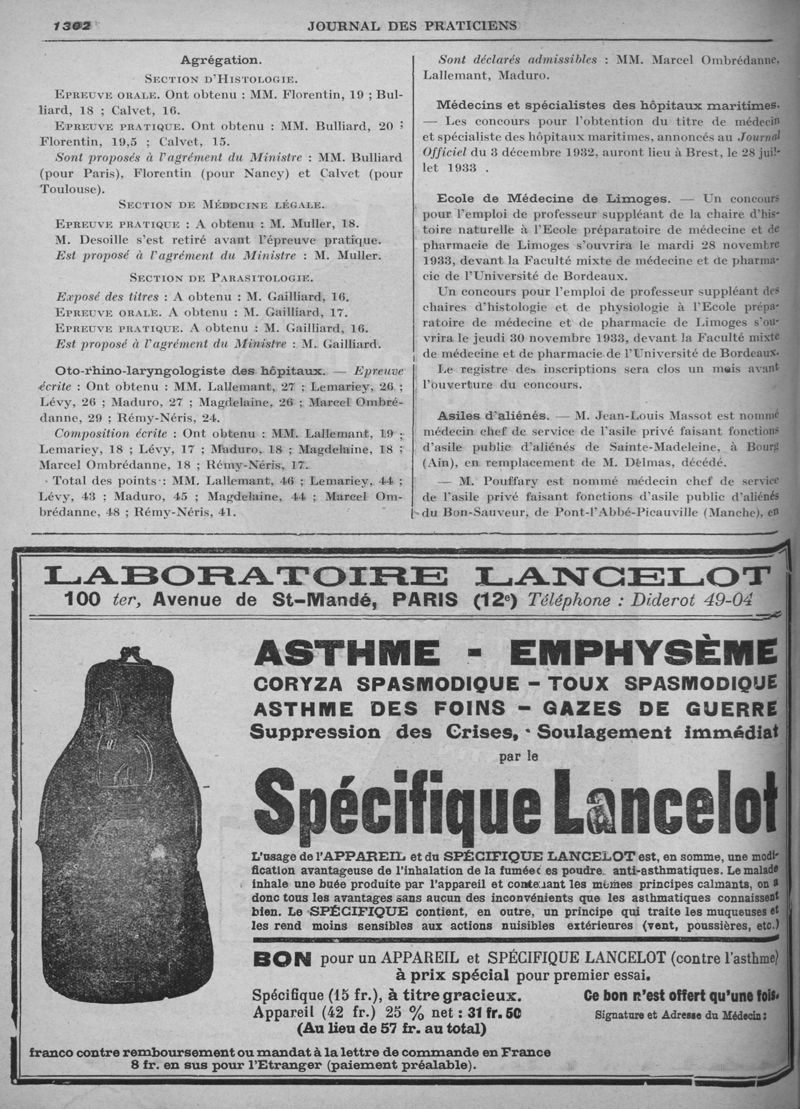 1302
JOURNAL DES PRATICIENS
Agrégation.
SECTION D'HISTOLOGIE.
EPREUVE ORALE. Ont obtenu : MM. Florentin, 19 ; Bul-
liard, 18 ; Calvet, 16.
EPREUVE PRATIQUE. Ont obtenu : MM. Bulliard, 20 ;
Florentin, 19,5 ; Calvet, 15.
Sont proposés à l'agrément du Ministre : MM. Bulliard
(pour Paris), Florentin (pour Nancy) et Calvet (pour
Toulouse).
SECTION DE MÉDDCINE LÉGALE.
EPREUVE PRATIQUE : A obtenu : M. Muller, 18.
M. Desoille s'est retiré avant l'épreuve pratique.
Est proposé à l'agrément du Ministre : M. Muller.
SECTION DE PARASITOLOGIE.
Exposé des titres : A obtenu : M. Gailliard, 16.
EPREUVE ORALE. A obtenu : M. Gailliard, 17.
EPREUVE PRATIQUE. A obtenu : M. Gailliard, 16.
Est proposé à l'agrément du Ministre : M. Gailliard.
Oto-rhino-laryngologiste des hôpitaux. — Epreuve
écrite : Ont obtenu : MM. Lallemant, 27 ; Lemariey, 26 ;
Lévy, 26 ; Maduro, 27 ; Magdelaine, 26 ; Marcel Ombré-
danne, 29 ; Rémy-Néris, 24.
Composition écrite : Ont obtenu : MM. Lallemant, 19 ;
Lemariey, 18 ; Lévy, 17 ; Maduro, 18 ; Magdelaine, 18 ;
Marcel Ombrédanne, 18 ; Rémy-Néris, 17.
Total des points : MM. Lallemant, 46 ; Lemariey, 44 ;
Lévy, 43 ; Maduro, 45 ; Magdelaine, 44 ; Marcel Om-
brédanne, 48 ; Rémy-Néris, 41.
Sont déclarés admissibles : MM. Marcel Ombrédanne,
Lallemant, Maduro.
Médecins et spécialistes des hôpitaux maritimes.
— Les concours pour l'obtention du titre de médecin
et spécialiste des hôpitaux maritimes, annoncés au Journal
Officiel du 3 décembre 1932, auront lieu à Brest, le 28 juil-
let 1933 .
Ecole de Médecine de Limoges. — Un concours
pour l'emploi de professeur suppléant de la chaire d'his-
toire naturelle à l'Ecole préparatoire de médecine et de
pharmacie de Limoges s'ouvrira le mardi 28 novembre
1933, devant la Faculté mixte de médecine et de pharma-
cie de l'Université de Bordeaux.
Un concours pour l'emploi de professeur suppléant des
chaires d'histologie et de physiologie à l'Ecole prépa-
ratoire de médecine et de pharmacie de Limoges s'ou-
vrira le jeudi 30 novembre 1933, devant la Faculté mixte
de médecine et de pharmacie de l'Université de Bordeaux.
Le registre des inscriptions sera clos un mois avant
l'ouverture du concours.
Asiles d'aliénés. — M. Jean-Louis Massot est nommé
médecin chef de service de l'asile privé faisant fonctions
d'asile public d'aliénés de Sainte-Madeleine, à Bourg
(Ain), en remplacement de M. Delmas, décédé.
— M. Pouffary est nommé médecin chef de service
de l'asile privé faisant fonctions d'asile public d'aliénés
du Bon-Sauveur, de Pont-l'Abbé-Picauville (Manche), en
LABORATOIRE LANCELOT
100 ter, Avenue de St-Mandé, PARIS (12e) Téléphone : Diderot 49-04
ASTHME - EMPHYSÈME
CORYZA SPASMODIQUE - TOUX SPASMODIQUE
ASTHME DES FOINS - GAZES DE GUERRE
Suppression des Crises, Soulagement immédiat
par le
Spécifique Lancelot
L'usage de l'APPAREIL et du SPÉCIFIQUE LANCELOT est, en somme, une modi-
fication avantageuse de l'inhalation de la fumée des poudres anti-asthmatiques. Le malade
inhale une buée produite par l'appareil et contenant les mêmes principes calmants, on a
donc tous les avantages sans aucun des inconvénients que les asthmatiques connaissent
bien. Le SPÉCIFIQUE contient, en outre, un principe qui traite les muqueuses et
les rend moins sensibles aux actions nuisibles extérieures (vent, poussières, etc.)
BON pour un APPAREIL et SPÉCIFIQUE LANCELOT (contre l'asthme)
à prix spécial pour premier essai.
Spécifique (15 fr.), à titre gracieux.
Appareil (42 fr.) 25 % net : 31 fr. 50
(Au lieu de 57 fr. au total)
Ce bon n'est offert qu'une fois.
Signature et Adresse du Médecin :
franco contre remboursement ou mandat à la lettre de commande en France
8 fr. en sus pour l'Etranger (paiement préalable).